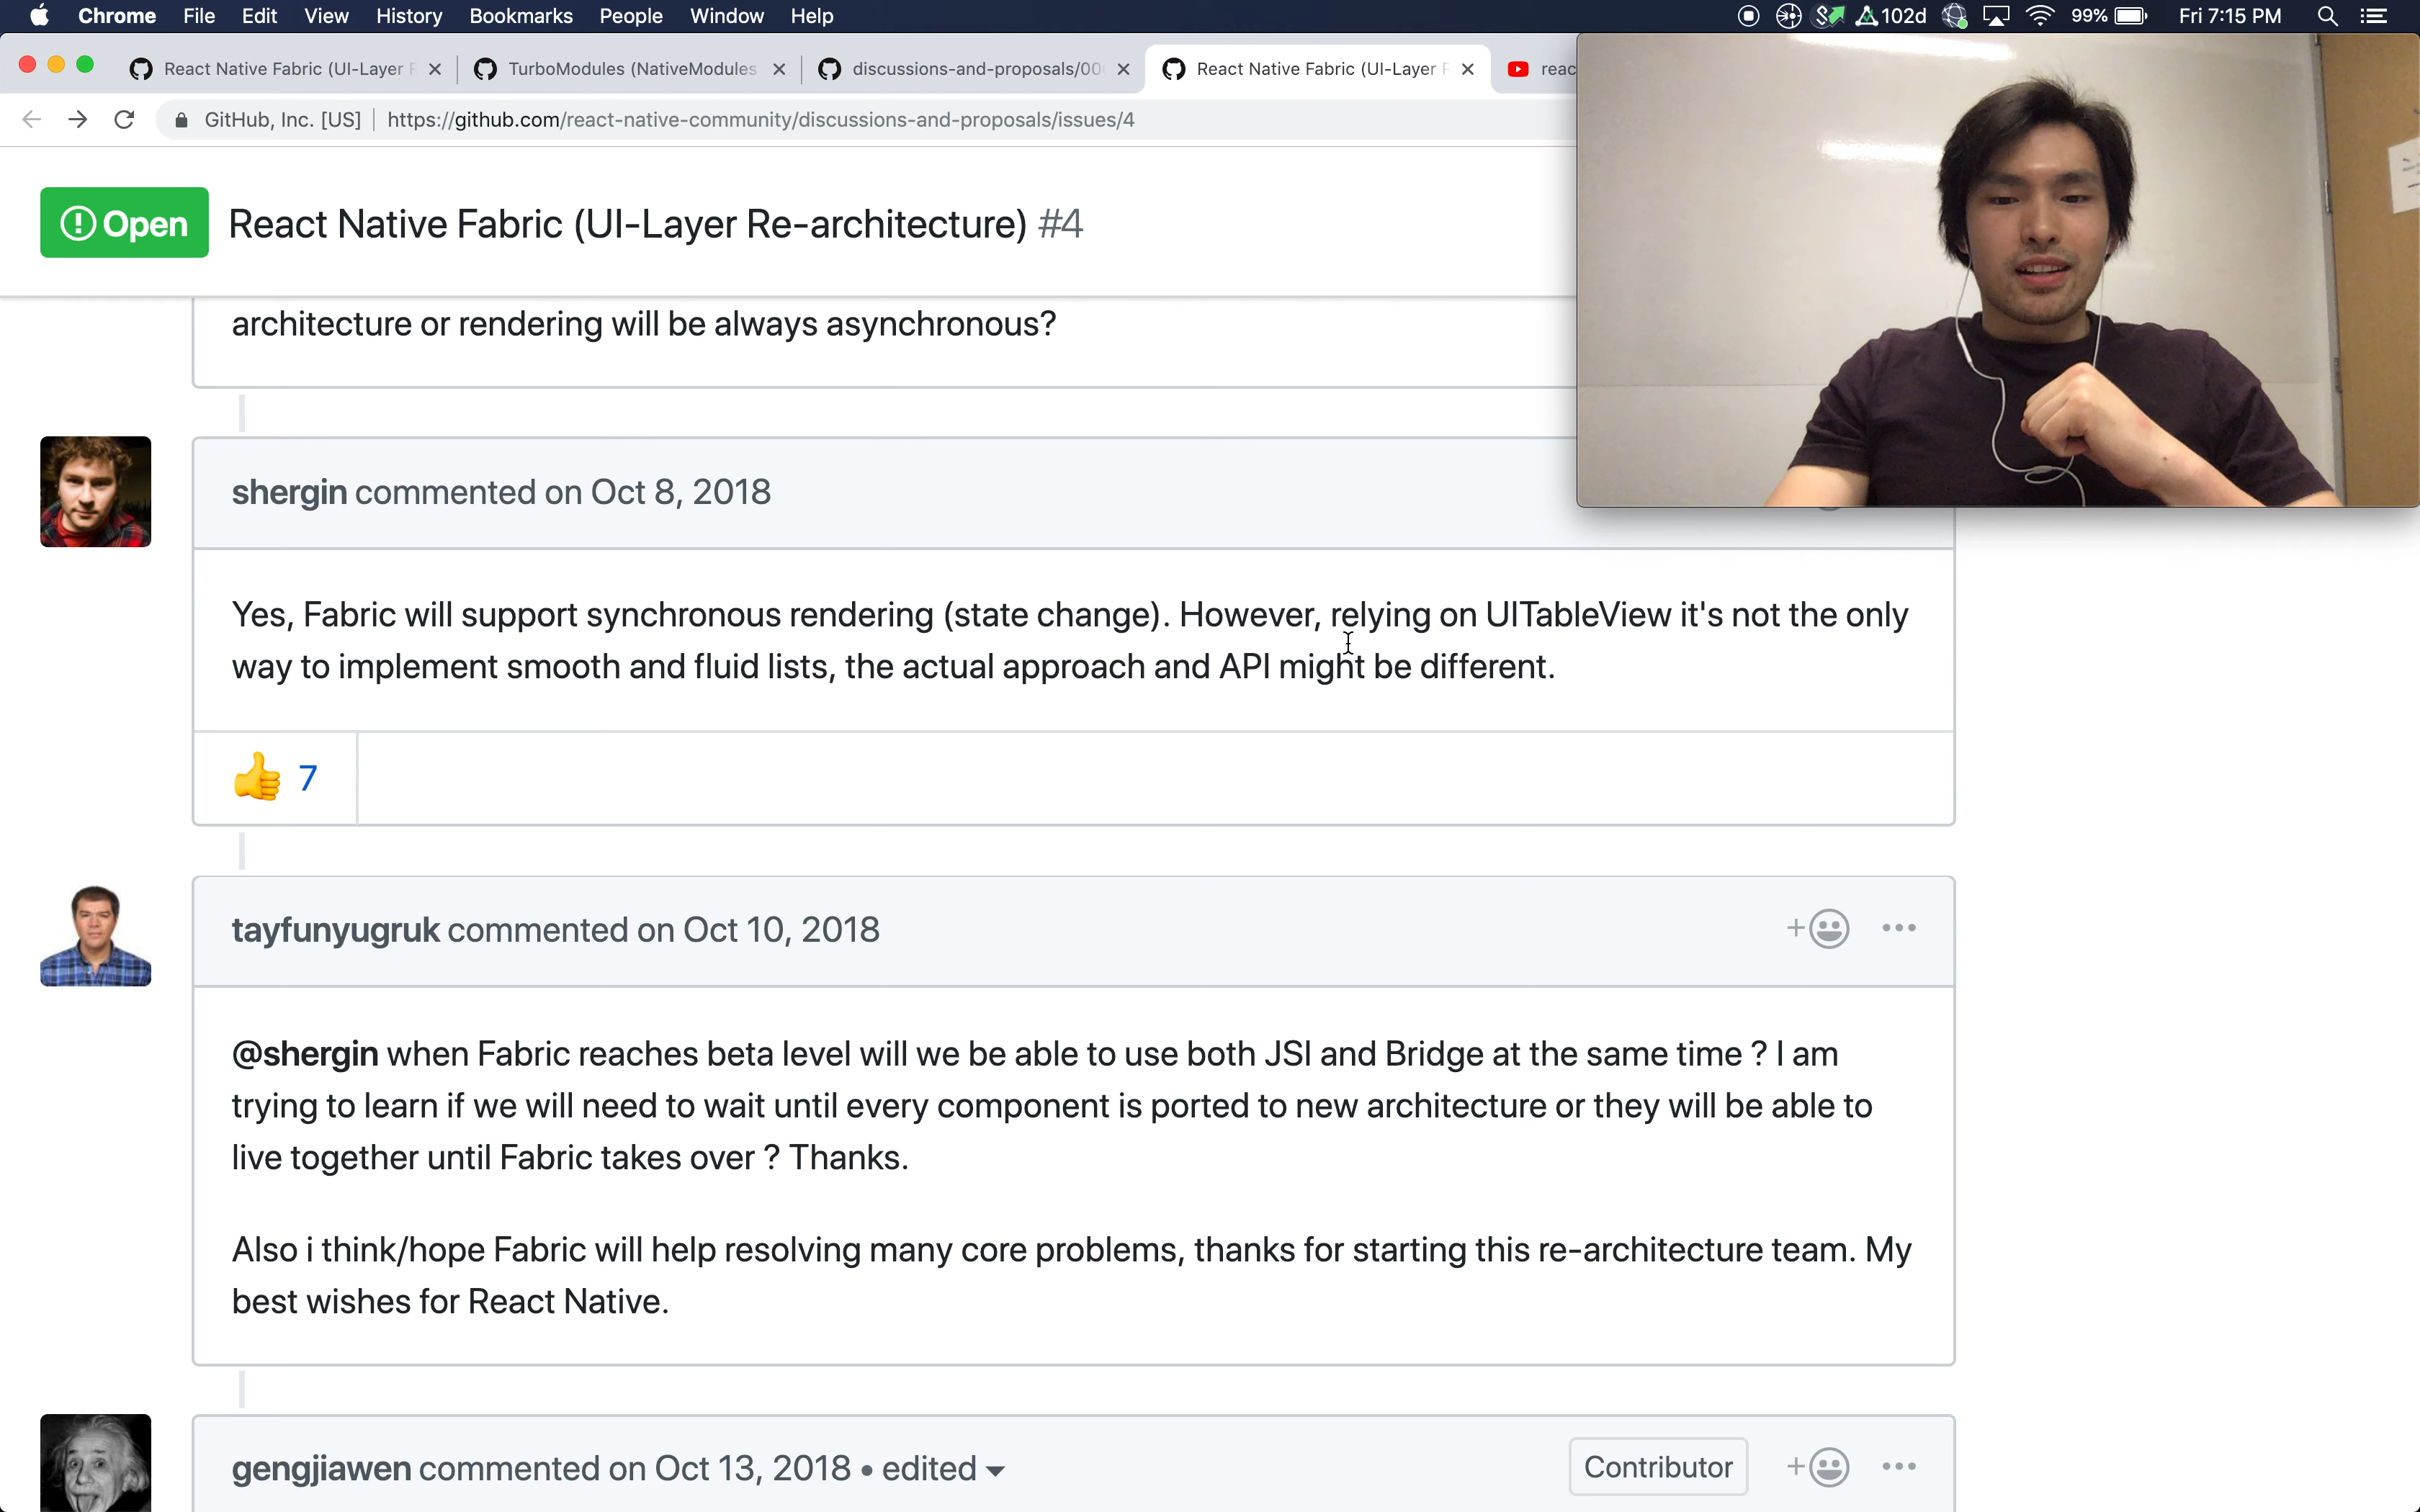 Chrome File Edit View History Bookmarks People Window Help 102d 99% Fri 7:15 PM
React Native Fabric (UI-Layer TurboModules (NativeModules discussions-and-proposals/00 React Native Fabric (UI-Layer reac
GitHub, Inc. [US] https://github.com/react-native-community/discussions-and-proposals/issues/4
Open React Native Fabric (UI-Layer Re-architecture) #4
architecture or rendering will be always asynchronous?
shergin commented on Oct 8, 2018
Yes, Fabric will support synchronous rendering (state change). However, relying on UITableView it's not the only
way to implement smooth and fluid lists, the actual approach and API might be different.
7
tayfunyugruk commented on Oct 10, 2018
@shergin when Fabric reaches beta level will we be able to use both JSI and Bridge at the same time ? I am
trying to learn if we will need to wait until every component is ported to new architecture or they will be able to
live together until Fabric takes over ? Thanks.
Also i think/hope Fabric will help resolving many core problems, thanks for starting this re-architecture team. My
best wishes for React Native.
gengjiawen commented on Oct 13, 2018 • edited Contributor